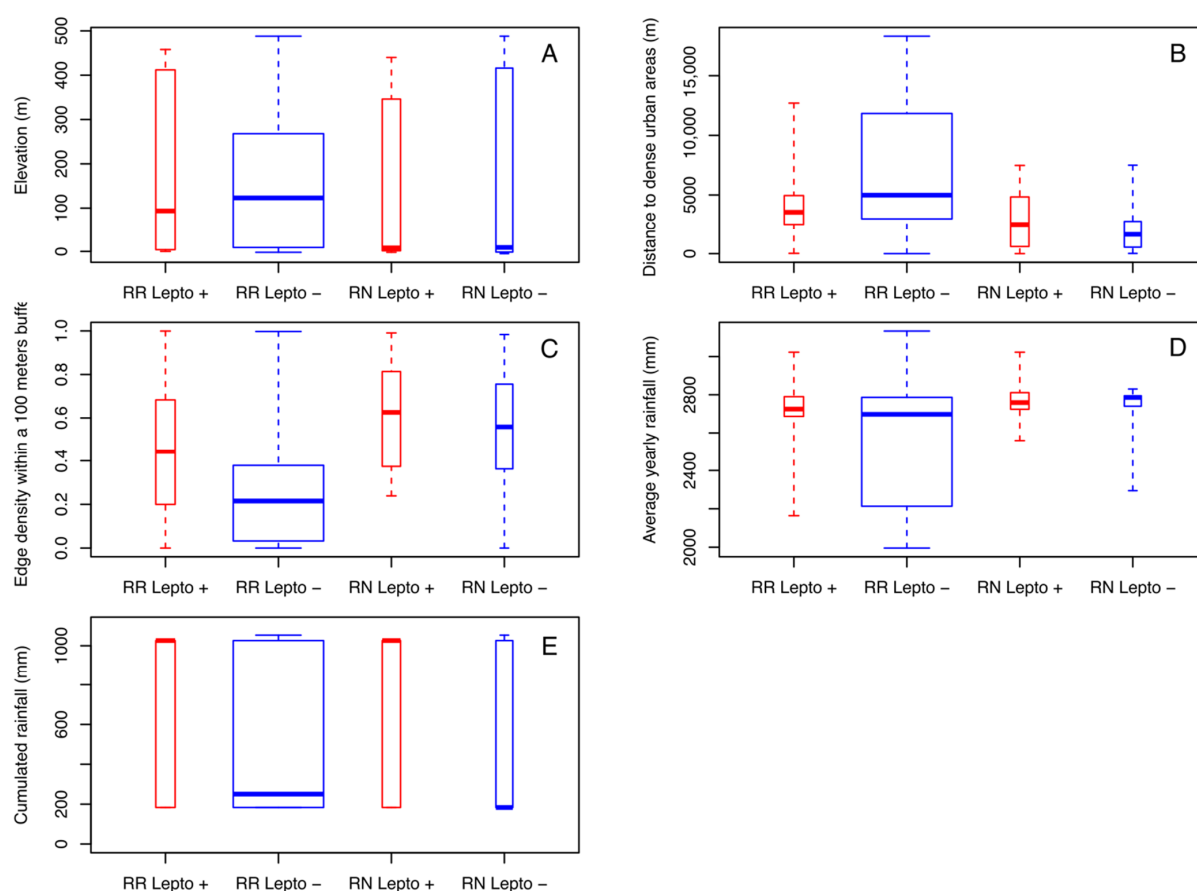 A
Elevation (m)
500
400
300
200
100
0
RR Lepto + RR Lepto − RN Lepto + RN Lepto −
B
Distance to dense urban areas (m)
15,000
10,000
5000
0
RR Lepto + RR Lepto − RN Lepto + RN Lepto −
C
Edge density within a 100 meters buffe
1.0
0.8
0.6
0.4
0.2
0.0
RR Lepto + RR Lepto − RN Lepto + RN Lepto −
D
Average yearly rainfall (mm)
2800
2400
2000
RR Lepto + RR Lepto − RN Lepto + RN Lepto −
E
Cumulated rainfall (mm)
1000
600
200
0
RR Lepto + RR Lepto − RN Lepto + RN Lepto −